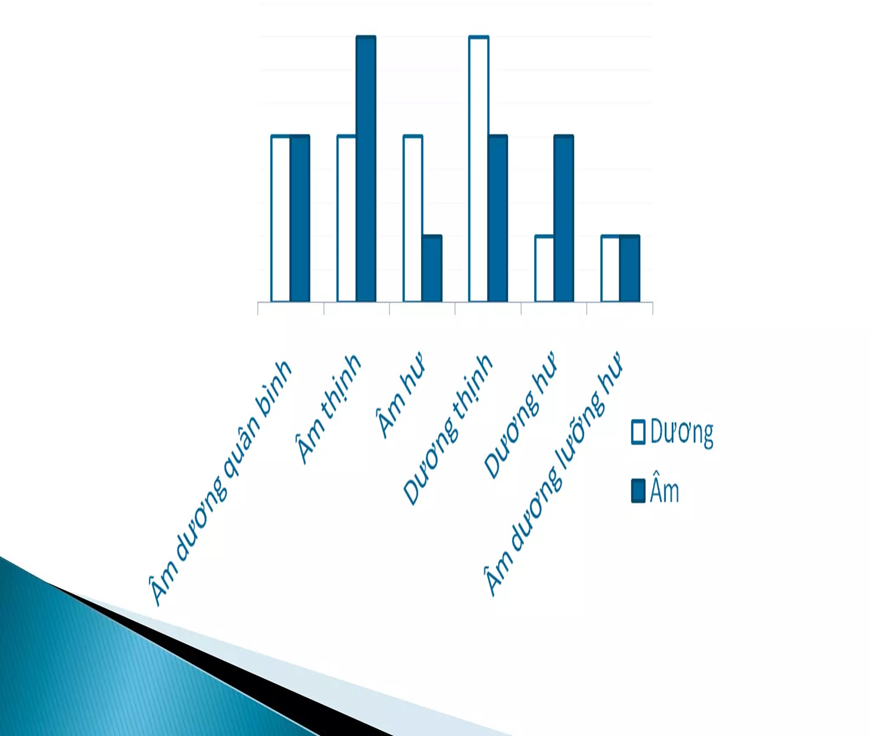 Âm dương quân bình
Âm thịnh
Âm hư
Dương thịnh
Dương hư
Âm dương lưỡng hư
Dương
Âm